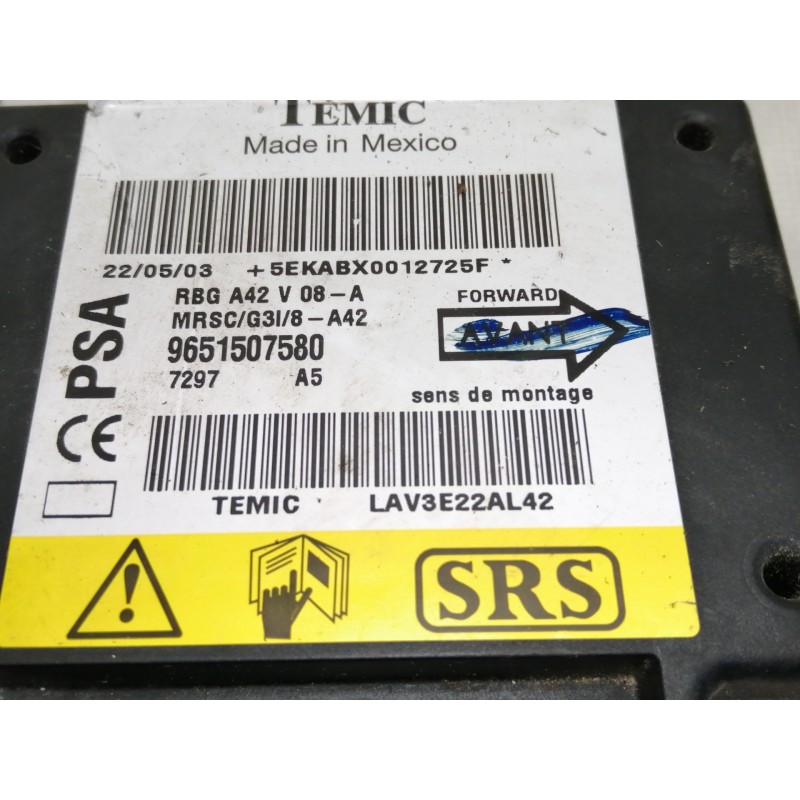 TEMIC
Made in Mexico
22/05/03 +5EKABX0012725F *
PSA
RBG A42 V 08-A
MRSC/G3I/8-A42
9651507580
7297 A5
FORWARD
AVANT
sens de montage
CE
TEMIC LAV3E22AL42
SRS